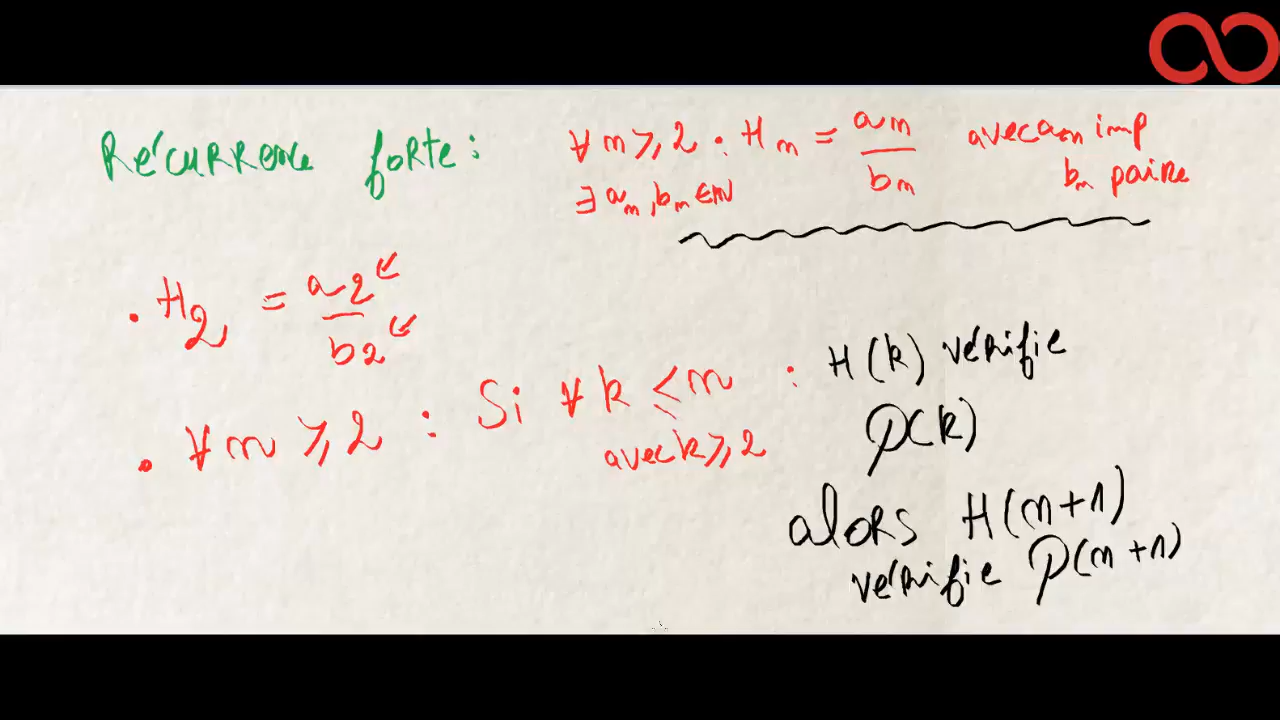 Récurrence forte :
∀ n ⩾ 2 : H_n = a_n / b_n avec a_n imp
∃ a_n, b_n ∈ ℕ b_n paire
. H_2 = a_2 / b_2
. ∀ n ⩾ 2 : Si ∀ k ≤ n : H(k) vérifie
avec k ⩾ 2 P(k)
alors H(n+1)
vérifie P(n+1)